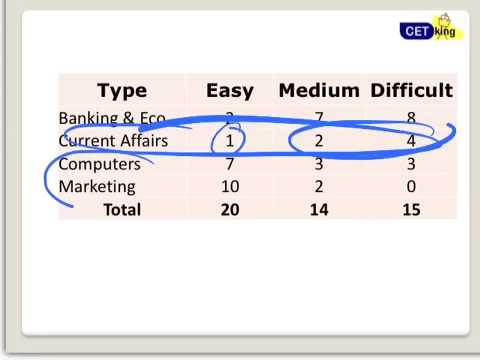 CET king
Type Easy Medium Difficult
Banking & Eco 2 7 8
Current Affairs 1 2 4
Computers 7 3 3
Marketing 10 2 0
Total 20 14 15